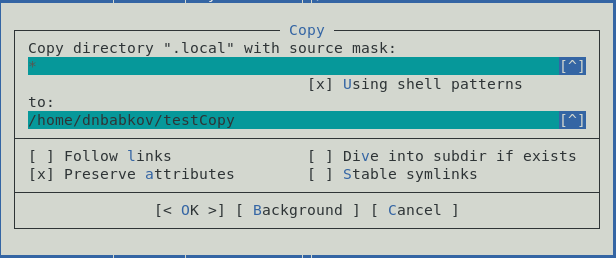 Copy
Copy directory ".local" with source mask:
* [^]
[x] Using shell patterns
to:
/home/dnbabkov/testCopy [^]
[ ] Follow links [ ] Dive into subdir if exists
[x] Preserve attributes [ ] Stable symlinks
[< OK >] [ Background ] [ Cancel ]